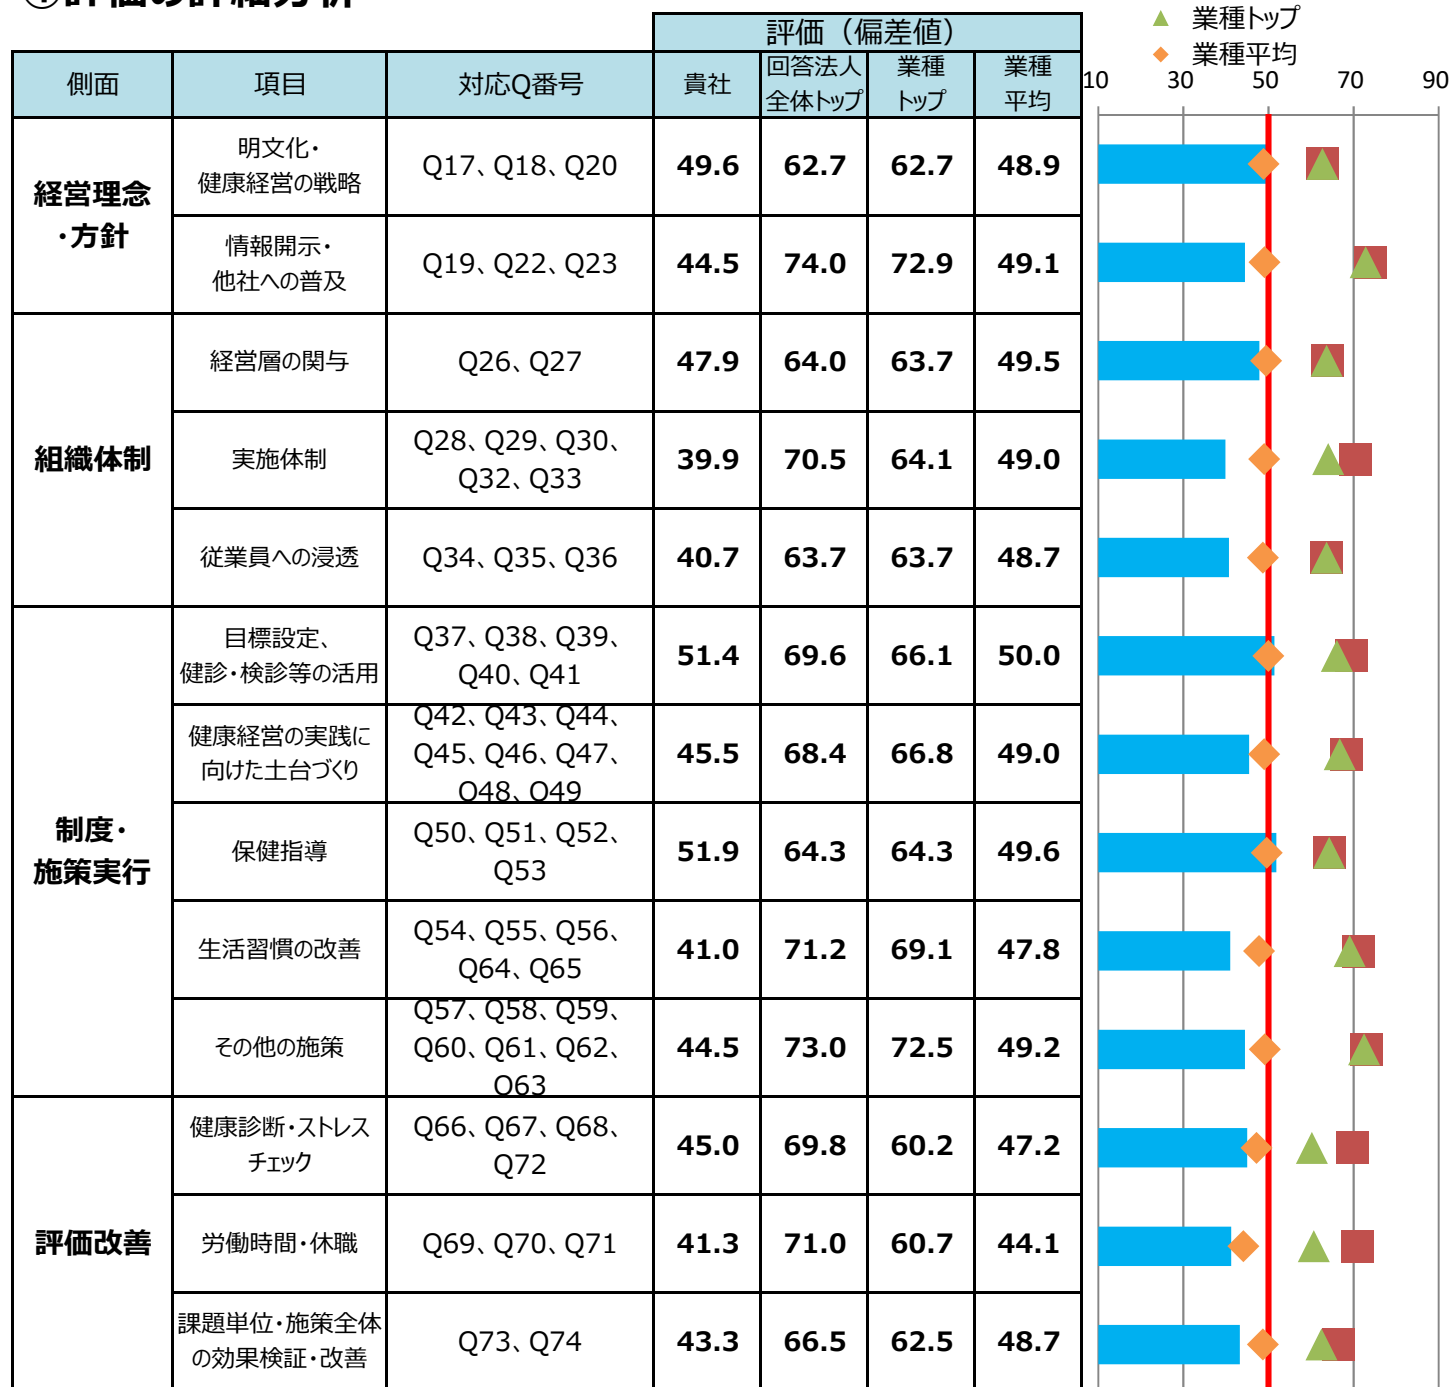 ④評価の詳細分析
▲ 業種トップ
◆ 業種平均
評価（偏差値）
側面 項目 対応Q番号 貴社 回答法人 業種 業種
全体トップ トップ 平均
10 30 50 70 90
経営理念
・方針
明文化・
健康経営の戦略
Q17、Q18、Q20 49.6 62.7 62.7 48.9
情報開示・
他社への普及
Q19、Q22、Q23 44.5 74.0 72.9 49.1
組織体制
経営層の関与 Q26、Q27 47.9 64.0 63.7 49.5
実施体制
Q28、Q29、Q30、
Q32、Q33
39.9 70.5 64.1 49.0
従業員への浸透 Q34、Q35、Q36 40.7 63.7 63.7 48.7
制度・
施策実行
目標設定、
健診・検診等の活用
Q37、Q38、Q39、
Q40、Q41
51.4 69.6 66.1 50.0
健康経営の実践に
向けた土台づくり
Q42、Q43、Q44、
Q45、Q46、Q47、
Q48、Q49
45.5 68.4 66.8 49.0
保健指導
Q50、Q51、Q52、
Q53
51.9 64.3 64.3 49.6
生活習慣の改善
Q54、Q55、Q56、
Q64、Q65
41.0 71.2 69.1 47.8
その他の施策
Q57、Q58、Q59、
Q60、Q61、Q62、
Q63
44.5 73.0 72.5 49.2
評価改善
健康診断・ストレス
チェック
Q66、Q67、Q68、
Q72
45.0 69.8 60.2 47.2
労働時間・休職 Q69、Q70、Q71 41.3 71.0 60.7 44.1
課題単位・施策全体
の効果検証・改善
Q73、Q74 43.3 66.5 62.5 48.7